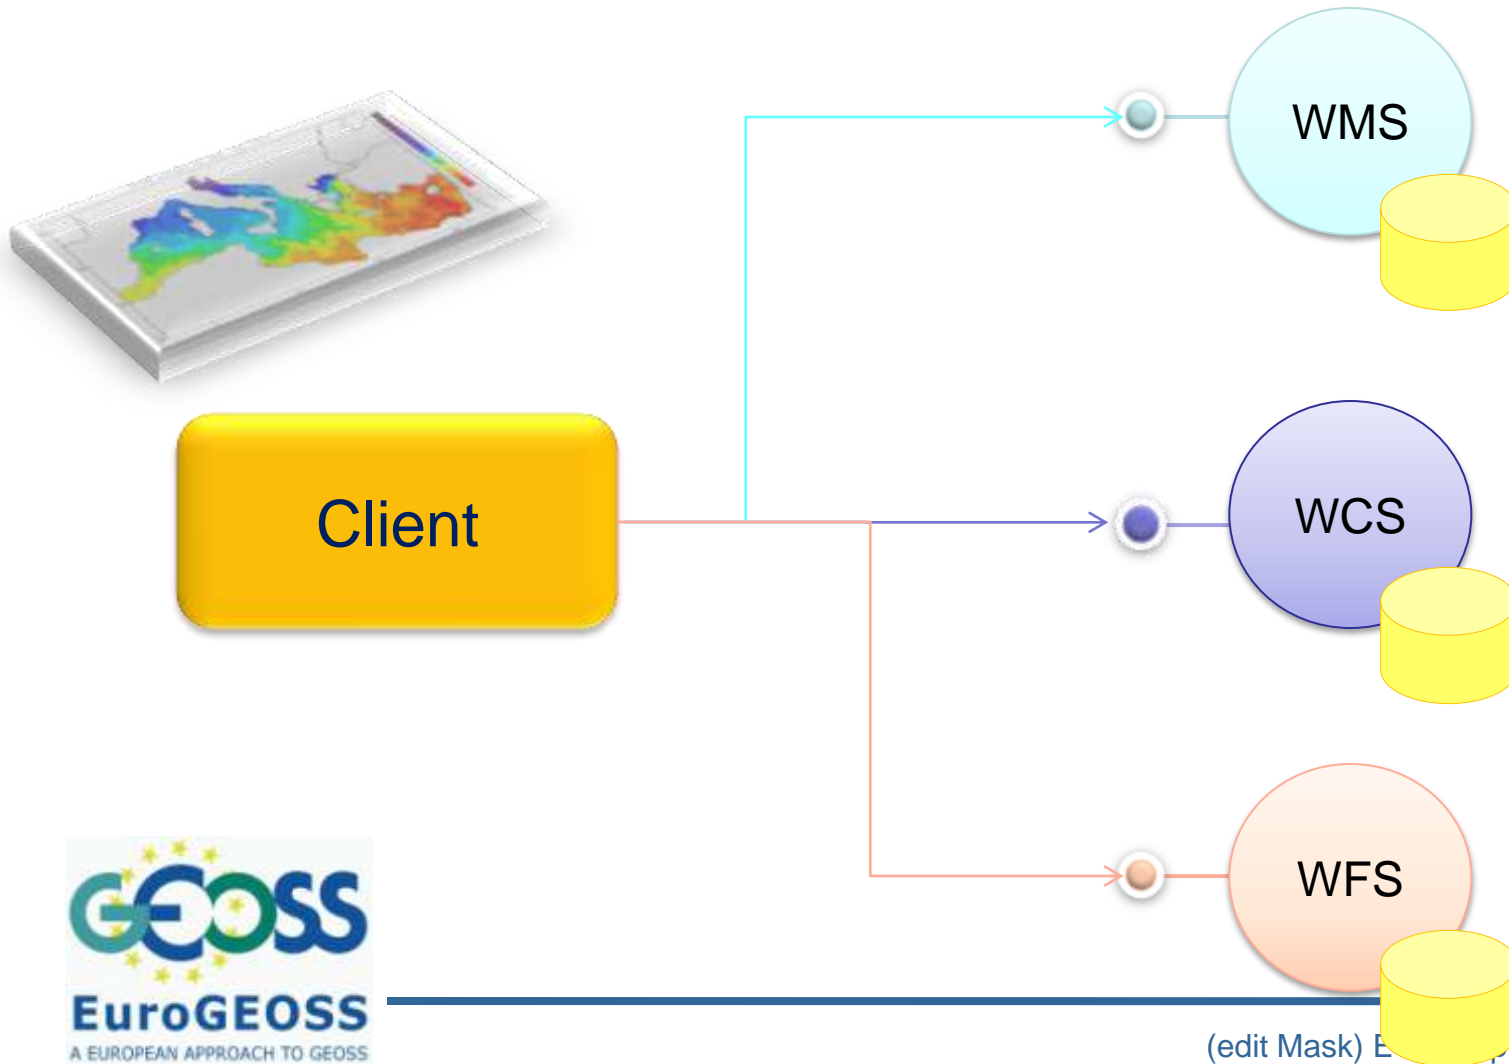 WMS
Client
WCS
WFS
GEOSS
EuroGEOSS
A EUROPEAN APPROACH TO GEOSS
(edit Mask)